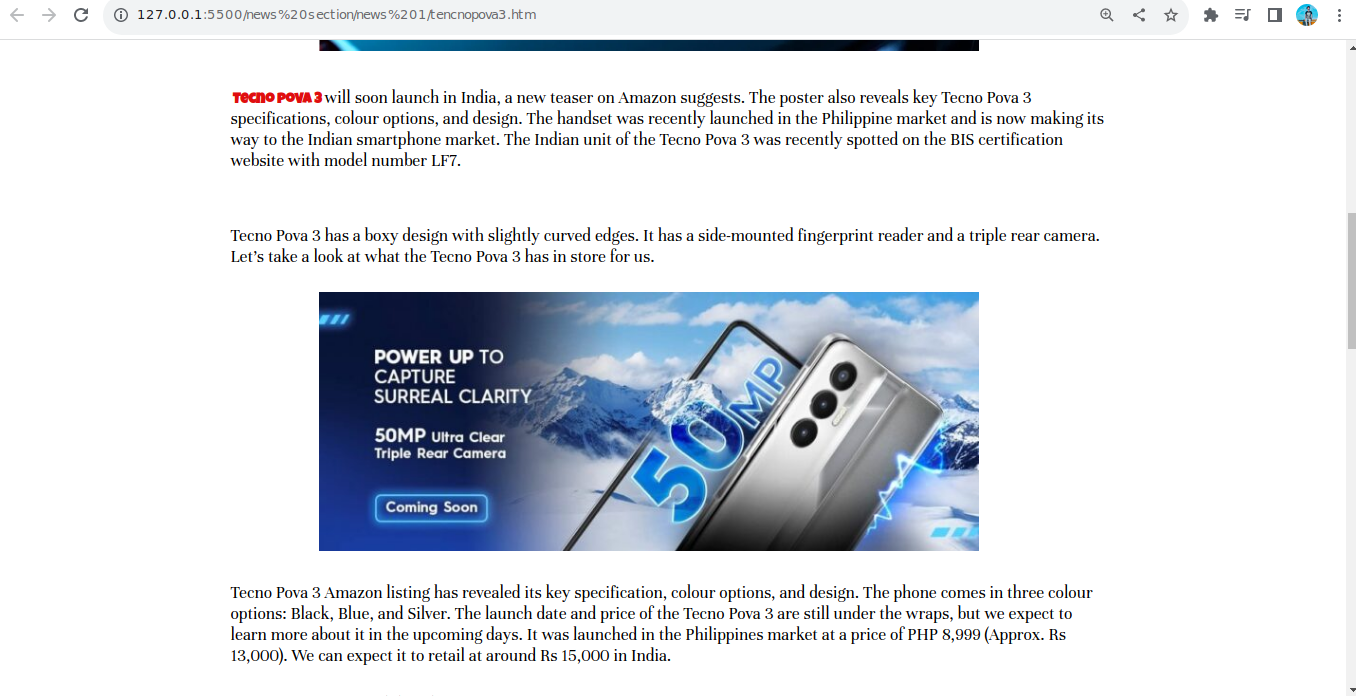 127.0.0.1:5500/news%20section/news%201/tencnopova3.htm
Tecno POVA 3 will soon launch in India, a new teaser on Amazon suggests. The poster also reveals key Tecno Pova 3
specifications, colour options, and design. The handset was recently launched in the Philippine market and is now making its
way to the Indian smartphone market. The Indian unit of the Tecno Pova 3 was recently spotted on the BIS certification
website with model number LF7.
Tecno Pova 3 has a boxy design with slightly curved edges. It has a side-mounted fingerprint reader and a triple rear camera.
Let's take a look at what the Tecno Pova 3 has in store for us.
POWER UP TO
CAPTURE
SURREAL CLARITY
50MP Ultra Clear
Triple Rear Camera
Coming Soon
50MP
Tecno Pova 3 Amazon listing has revealed its key specification, colour options, and design. The phone comes in three colour
options: Black, Blue, and Silver. The launch date and price of the Tecno Pova 3 are still under the wraps, but we expect to
learn more about it in the upcoming days. It was launched in the Philippines market at a price of PHP 8,999 (Approx. Rs
13,000). We can expect it to retail at around Rs 15,000 in India.